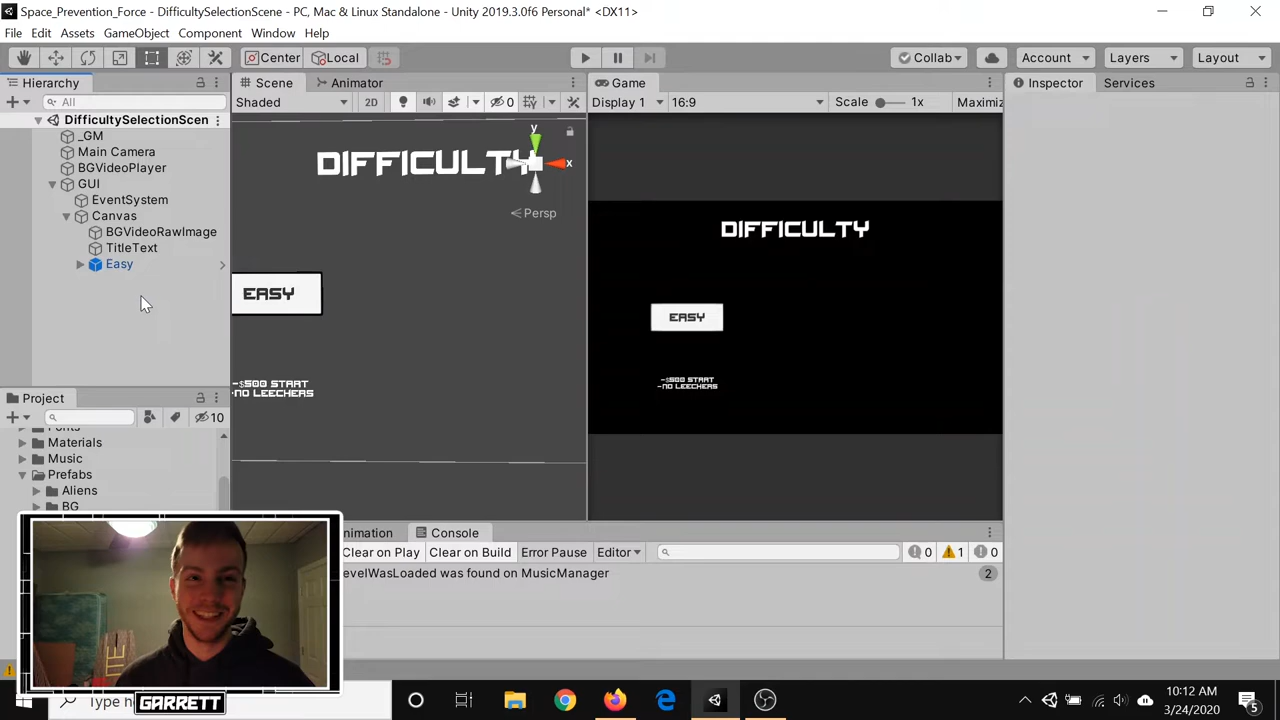 Space_Prevention_Force - DifficultySelectionScene - PC, Mac & Linux Standalone - Unity 2019.3.0f6 Personal* <DX11>
File Edit Assets GameObject Component Window Help
Center Local Collab Account Layers Layout
Hierarchy Scene Animator Game Inspector Services
All Shaded 2D 0 Display 1 16:9 Scale 1x Maximiz
DifficultySelectionScen
_GM
Main Camera
BGVideoPlayer
GUI
EventSystem
Canvas
BGVideoRawImage
TitleText
Easy
y
x
Persp
DIFFICULTY
EASY
-$500 START
-NO LEECHERS
DIFFICULTY
EASY
-$500 START
-NO LEECHERS
Project
10
Materials
Music
Prefabs
Aliens
BG
nimation Console
Clear on Play Clear on Build Error Pause Editor 0 1 0
evelWasLoaded was found on MusicManager 2
GARRETT
Type he
10:12 AM
3/24/2020
5